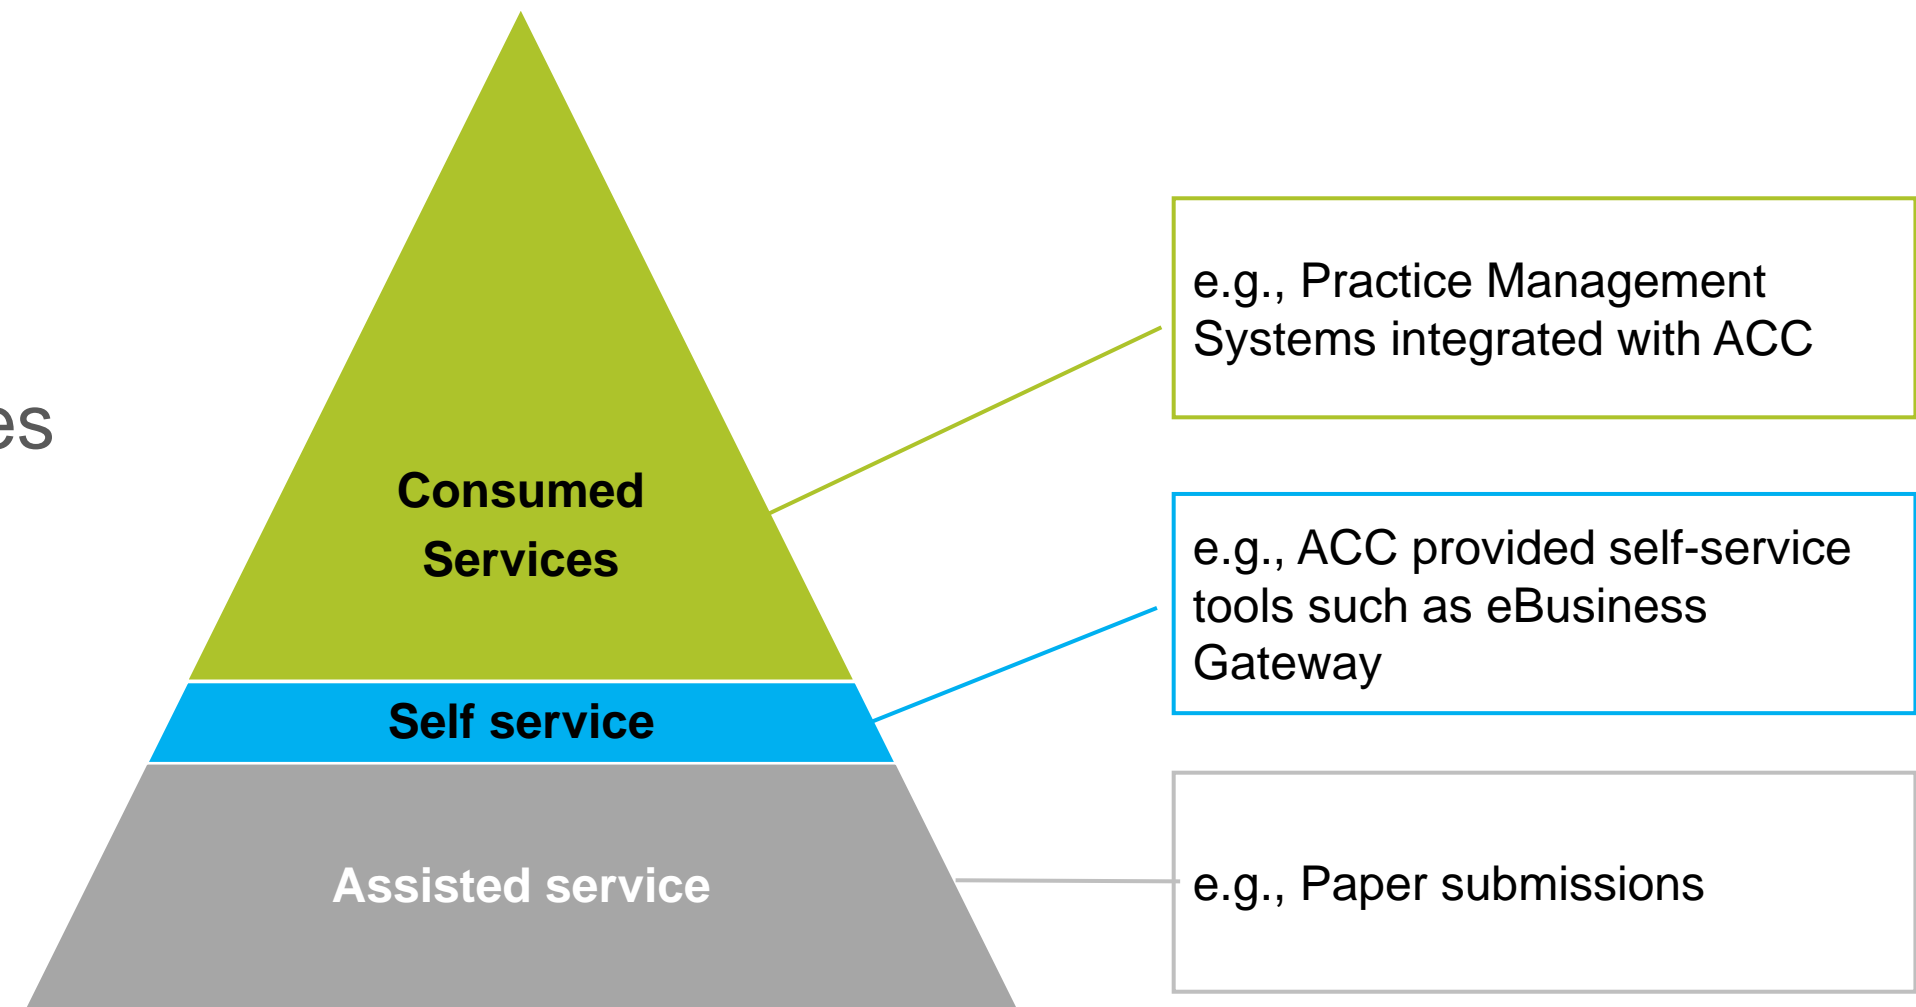 es
Consumed
Services
Self service
Assisted service
e.g., Practice Management
Systems integrated with ACC
e.g., ACC provided self-service
tools such as eBusiness
Gateway
e.g., Paper submissions